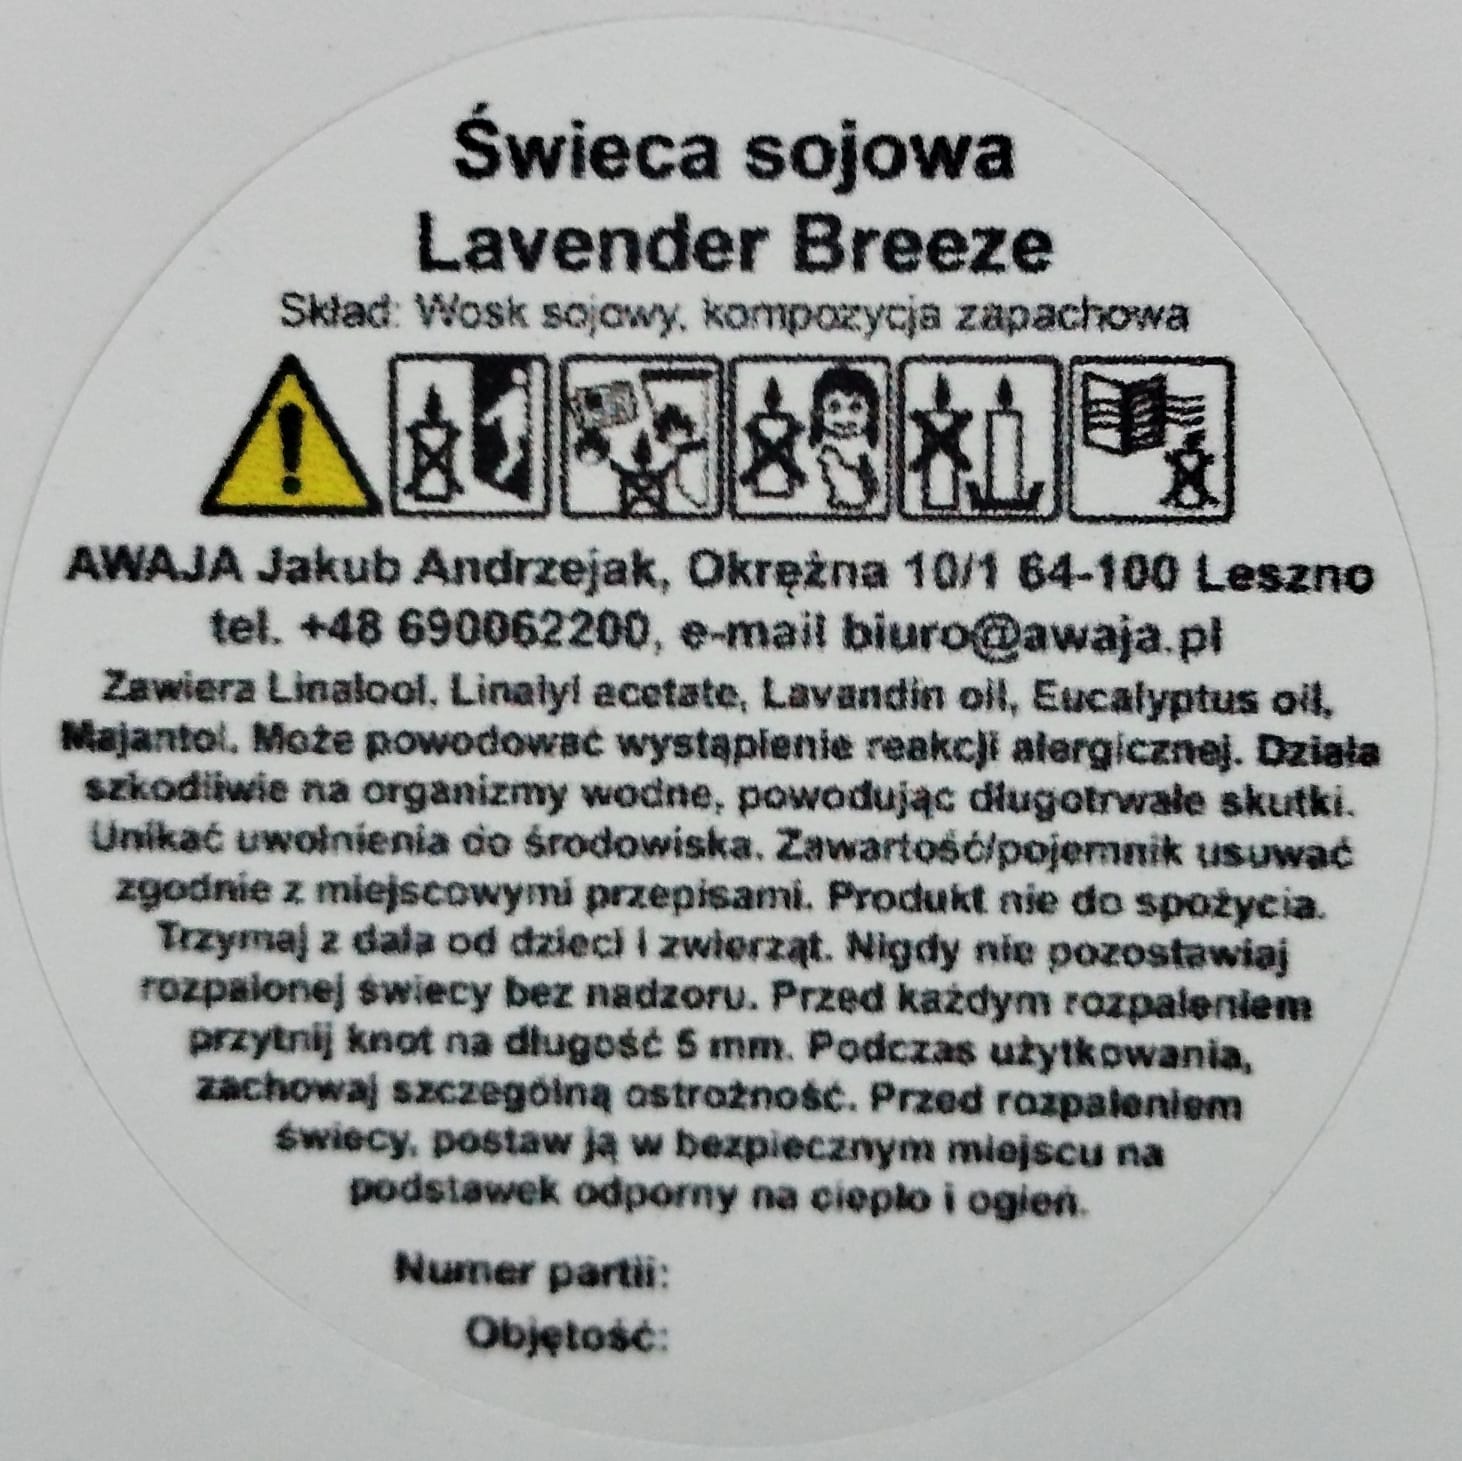 Świeca sojowa
Lavender Breeze
Skład: Wosk sojowy, kompozycja zapachowa
AWAJA Jakub Andrzejak, Okrężna 10/1 64-100 Leszno
tel. +48 690062200, e-mail biuro@awaja.pl
Zawiera Linalool, Linalyl acetate, Lavandin oil, Eucalyptus oil,
Majantol. Może powodować wystąpienie reakcji alergicznej. Działa
szkodliwie na organizmy wodne, powodując długotrwałe skutki.
Unikać uwolnienia do środowiska. Zawartość/pojemnik usuwać
zgodnie z miejscowymi przepisami. Produkt nie do spożycia.
Trzymaj z dala od dzieci i zwierząt. Nigdy nie pozostawiaj
rozpalonej świecy bez nadzoru. Przed każdym rozpaleniem
przytnij knot na długość 5 mm. Podczas użytkowania,
zachowaj szczególną ostrożność. Przed rozpaleniem
świecy, postaw ją w bezpiecznym miejscu na
podstawek odporny na ciepło i ogień.
Numer partii:
Objętość: